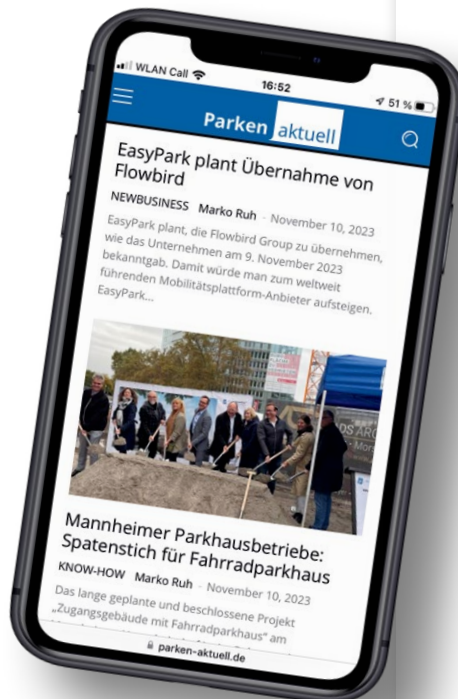 WLAN Call
16:52
51 %
Parken aktuell
EasyPark plant Übernahme von
Flowbird
NEWBUSINESS Marko Ruh - November 10, 2023
EasyPark plant, die Flowbird Group zu übernehmen,
wie das Unternehmen am 9. November 2023
bekanntgab. Damit würde man zum weltweit
führenden Mobilitätsplattform-Anbieter aufsteigen.
EasyPark...
DS ARC
Mannheimer Parkhausbetriebe:
Spatenstich für Fahrradparkhaus
KNOW-HOW Marko Ruh - November 10, 2023
Das lange geplante und beschlossene Projekt
„Zugangsgebäude mit Fahrradparkhaus“ am
parken-aktuell.de